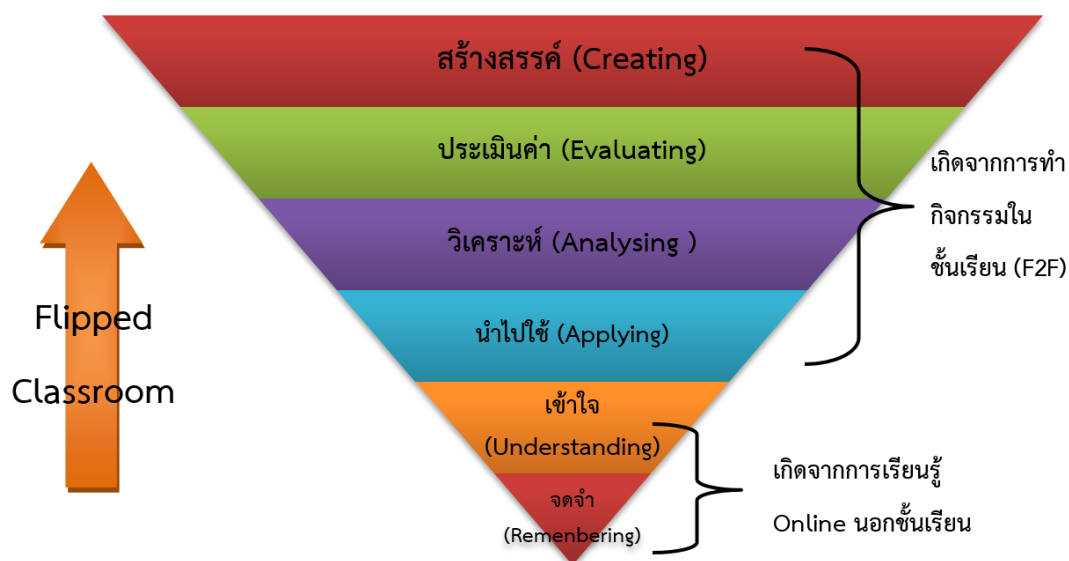 สร้างสรรค์ (Creating)
ประเมินค่า (Evaluating)
วิเคราะห์ (Analysing )
นำไปใช้ (Applying)
เข้าใจ
(Understanding)
จดจำ
(Remenbering)
เกิดจากการทำ
กิจกรรมใน
ชั้นเรียน (F2F)
เกิดจากการเรียนรู้
Online นอกชั้นเรียน
Flipped
Classroom